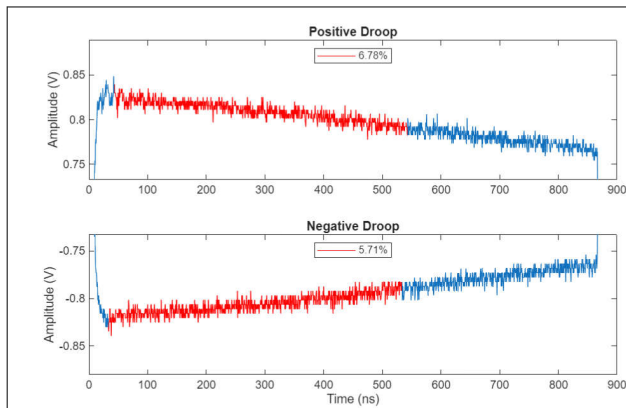 Positive Droop
6.78%
Amplitude (V)
0.85
0.8
0.75
0 100 200 300 400 500 600 700 800 900
Negative Droop
5.71%
Amplitude (V)
-0.75
-0.8
-0.85
0 100 200 300 400 500 600 700 800 900
Time (ns)